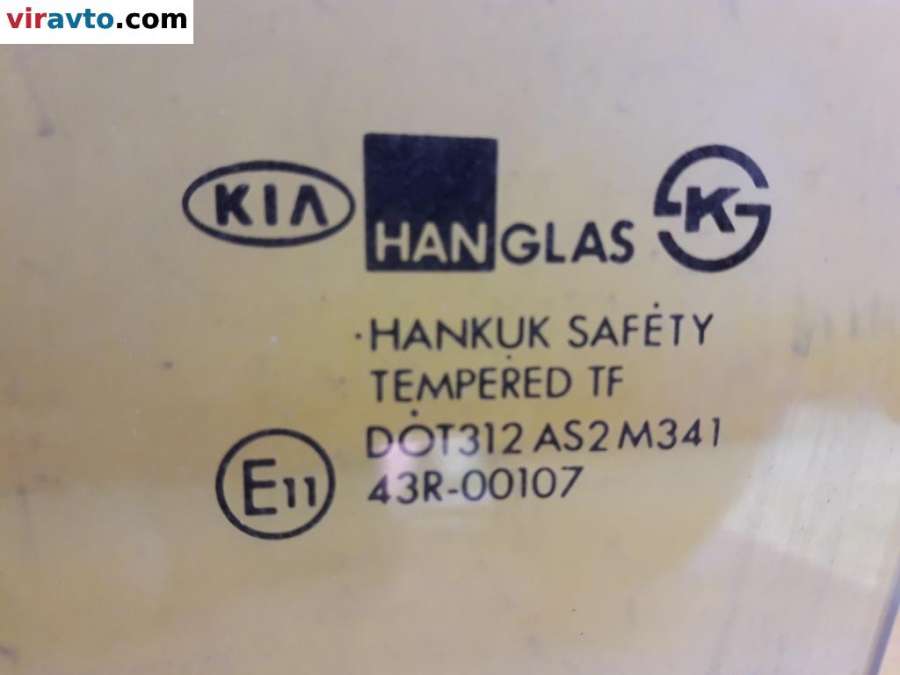 viravto.com
KIA HANGLAS K
HANKUK SAFETY
TEMPERED TF
DOT312 AS2 M341
E11 43R-00107